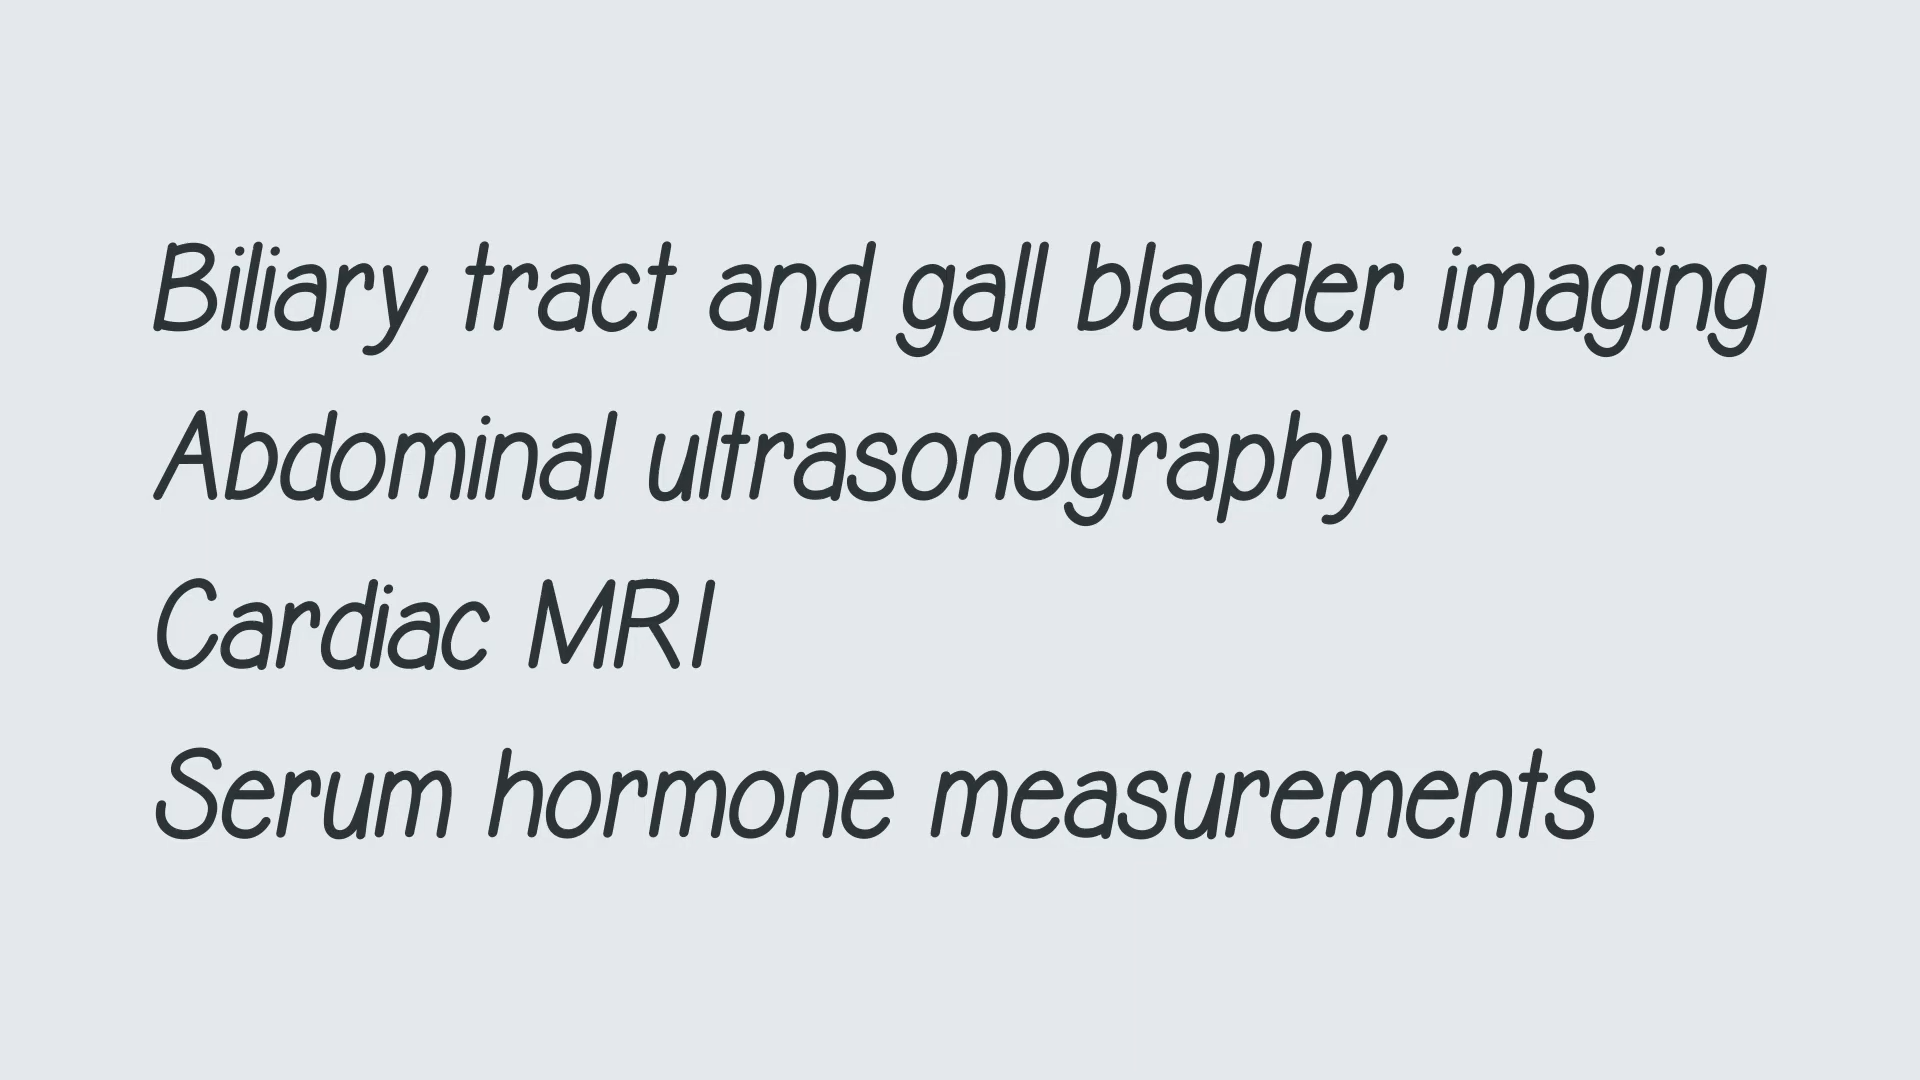 Biliary tract and gall bladder imaging
Abdominal ultrasonography
Cardiac MRI
Serum hormone measurements